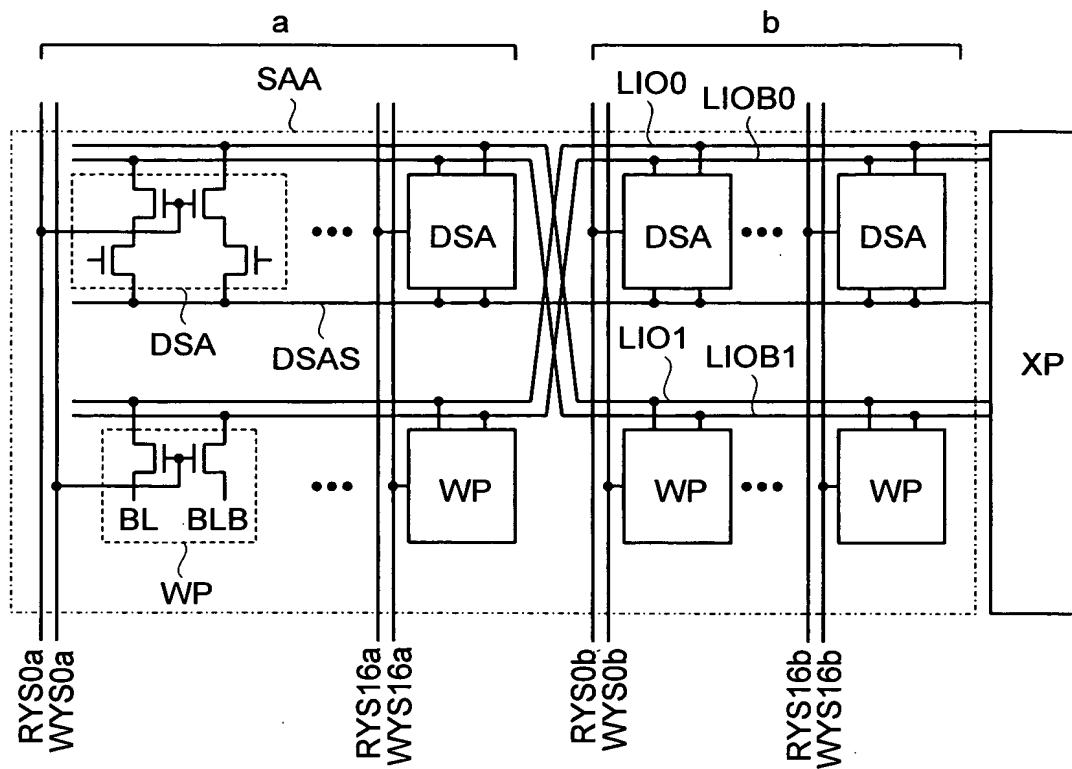 a
b
SAA
LIO0
LIOB0
DSA
DSA
DSA
DSA
DSAS
LIO1
LIOB1
XP
BL
BLB
WP
WP
WP
WP
RYS0a
WYS0a
RYS16a
WYS16a
RYS0b
WYS0b
RYS16b
WYS16b